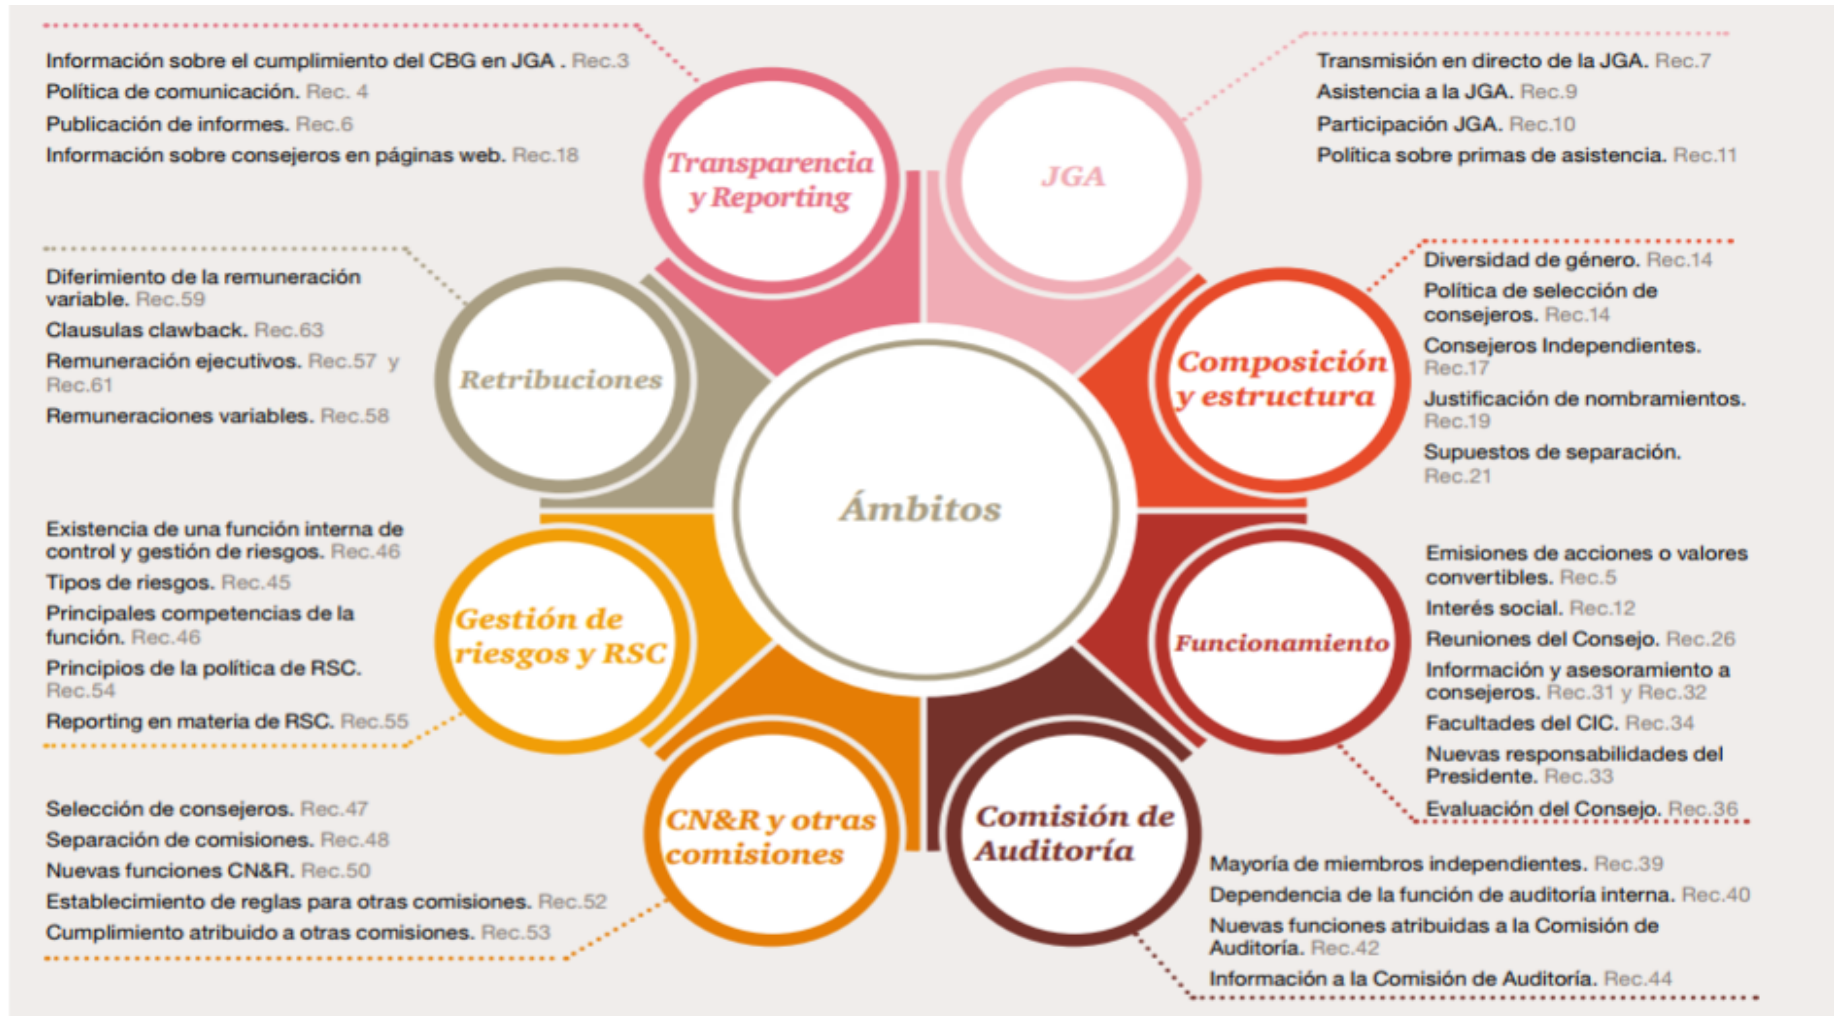 Información sobre el cumplimiento del CBG en JGA . Rec.3
Política de comunicación. Rec. 4
Publicación de informes. Rec.6
Información sobre consejeros en páginas web. Rec.18
Transparencia
y Reporting
JGA
Transmisión en directo de la JGA. Rec.7
Asistencia a la JGA. Rec.9
Participación JGA. Rec.10
Política sobre primas de asistencia. Rec.11
Diferimiento de la remuneración
variable. Rec.59
Clausulas clawback. Rec.63
Remuneración ejecutivos. Rec.57 y
Rec.61
Remuneraciones variables. Rec.58
Retribuciones
Composición
y estructura
Diversidad de género. Rec.14
Política de selección de
consejeros. Rec.14
Consejeros Independientes.
Rec.17
Justificación de nombramientos.
Rec.19
Supuestos de separación.
Rec.21
Ámbitos
Existencia de una función interna de
control y gestión de riesgos. Rec.46
Tipos de riesgos. Rec.45
Principales competencias de la
función. Rec.46
Principios de la política de RSC.
Rec.54
Reporting en materia de RSC. Rec.55
Gestión de
riesgos y RSC
Funcionamiento
Emisiones de acciones o valores
convertibles. Rec.5
Interés social. Rec.12
Reuniones del Consejo. Rec.26
Información y asesoramiento a
consejeros. Rec.31 y Rec.32
Facultades del CIC. Rec.34
Nuevas responsabilidades del
Presidente. Rec.33
Evaluación del Consejo. Rec.36
Selección de consejeros. Rec.47
Separación de comisiones. Rec.48
Nuevas funciones CN&R. Rec.50
Establecimiento de reglas para otras comisiones. Rec.52
Cumplimiento atribuido a otras comisiones. Rec.53
CN&R y otras
comisiones
Comisión de
Auditoría
Mayoría de miembros independientes. Rec.39
Dependencia de la función de auditoría interna. Rec.40
Nuevas funciones atribuidas a la Comisión de
Auditoría. Rec.42
Información a la Comisión de Auditoría. Rec.44